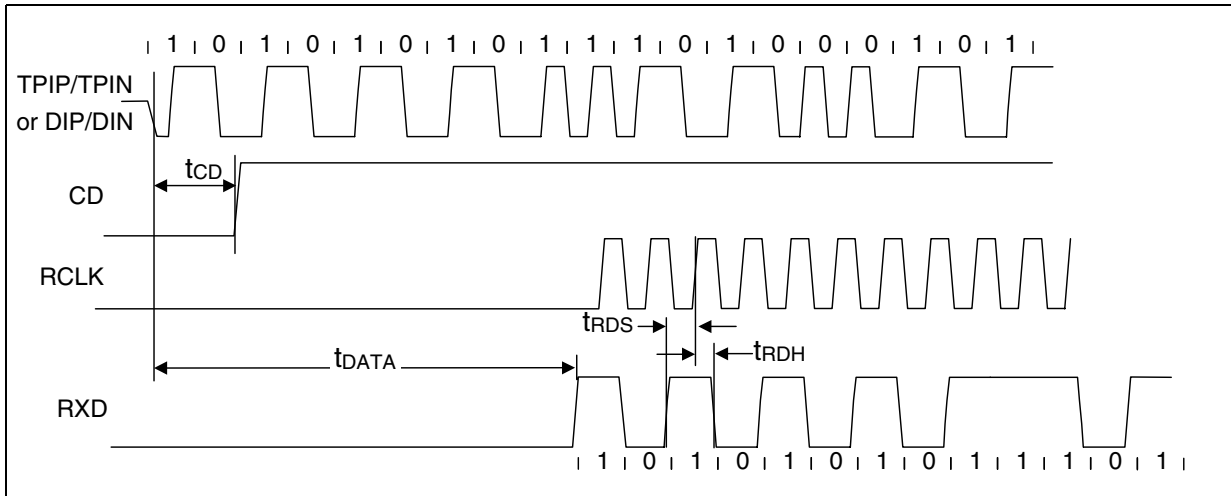 1 0 1 0 1 0 1 0 1 1 1 0 1 0 0 0 1 0 1
TPIP/TPIN
or DIP/DIN
tCD
CD
RCLK
tRDS
tRDH
tDATA
RXD
1 0 1 0 1 0 1 0 1 1 1 0 1